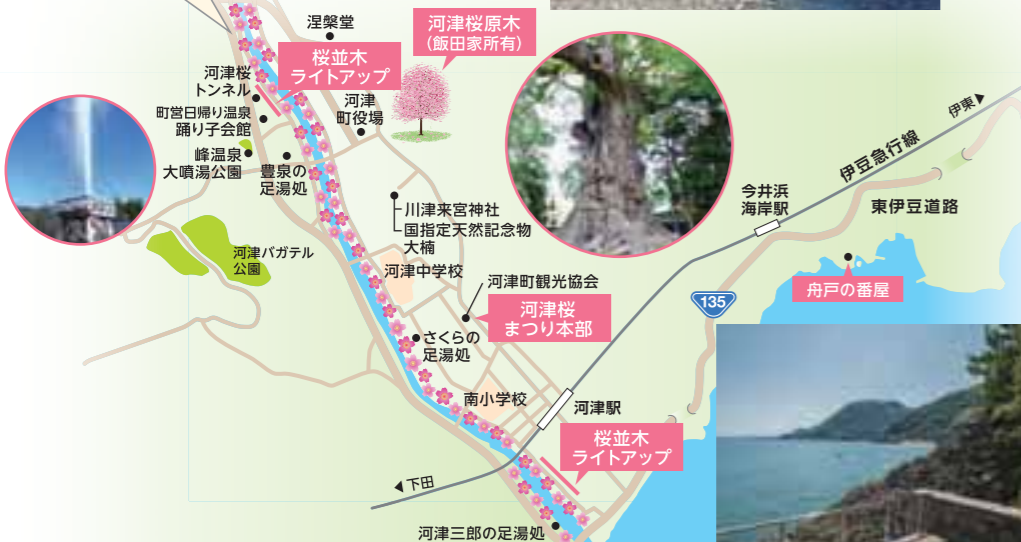 涅槃堂
河津桜原木
(飯田家所有)
桜並木
ライトアップ
河津桜
トンネル
町営日帰り温泉
踊り子会館
河津
町役場
峰温泉
大噴湯公園
豊泉の
足湯処
川津来宮神社
国指定天然記念物
大楠
河津バガテル
公園
河津中学校
河津町観光協会
河津桜
まつり本部
さくらの
足湯処
南小学校
河津駅
桜並木
ライトアップ
◀下田
河津三郎の足湯処
伊東▶
伊豆急行線
今井浜
海岸駅
東伊豆道路
舟戸の番屋
135